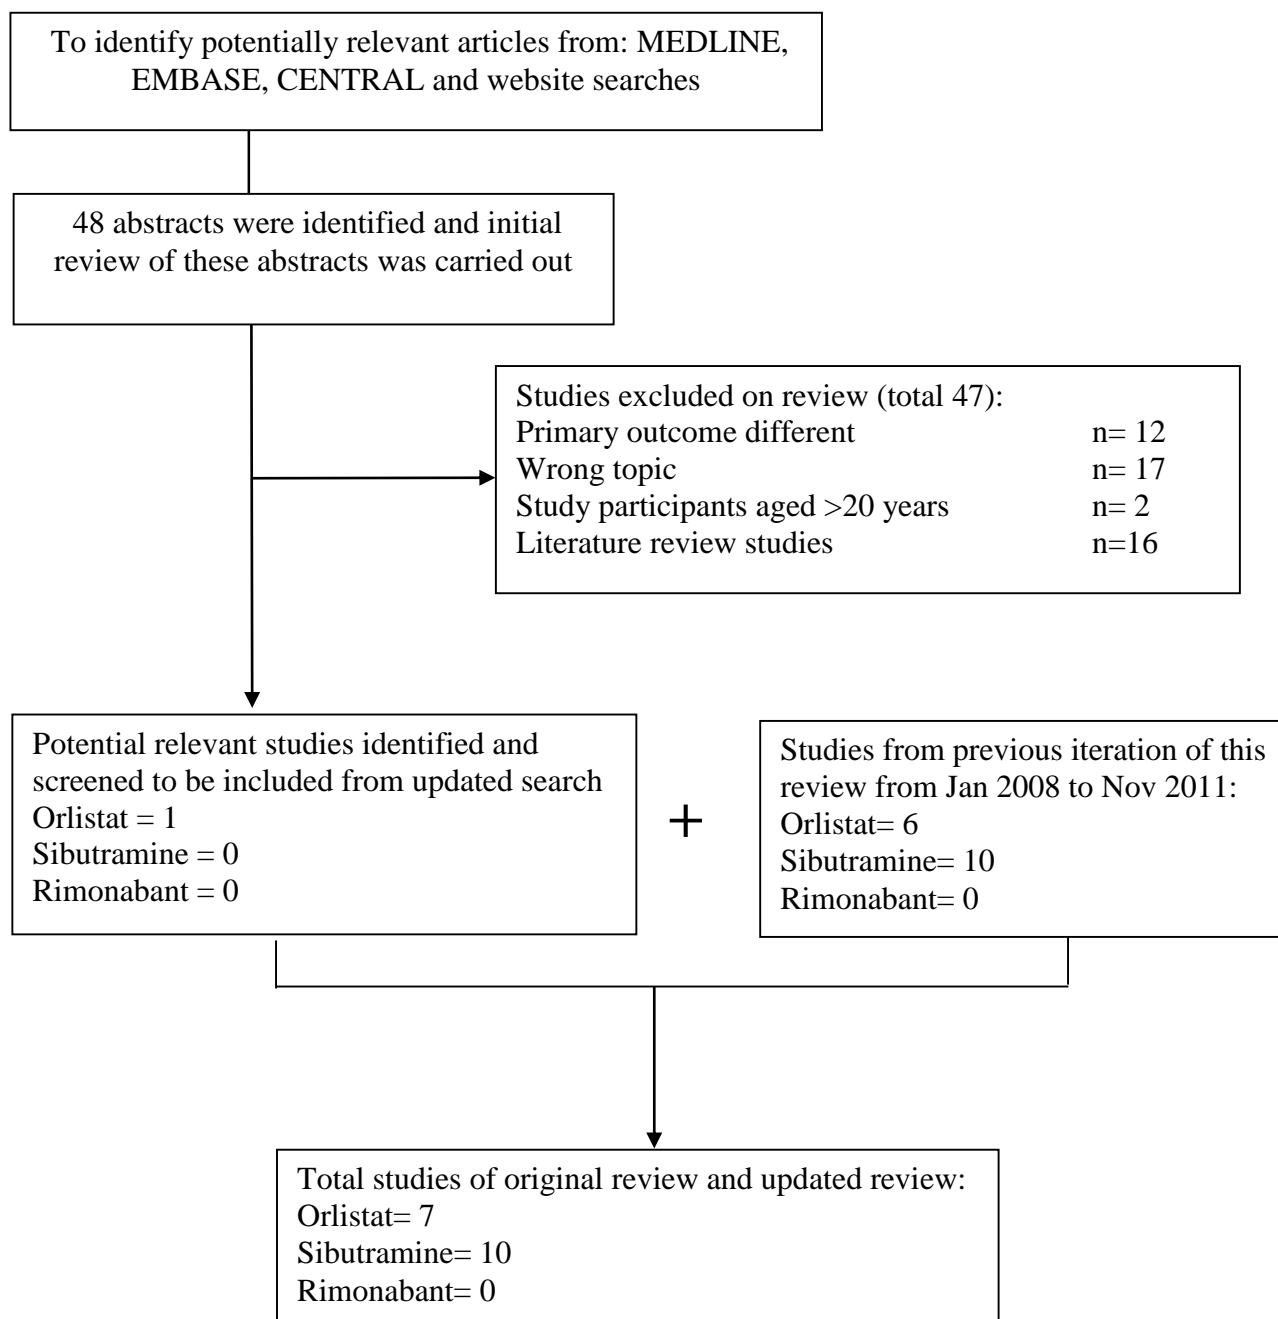 To identify potentially relevant articles from: MEDLINE,
EMBASE, CENTRAL and website searches
48 abstracts were identified and initial
review of these abstracts was carried out
Studies excluded on review (total 47):
Primary outcome different n= 12
Wrong topic n= 17
Study participants aged >20 years n= 2
Literature review studies n=16
Potential relevant studies identified and
screened to be included from updated search
Orlistat = 1
Sibutramine = 0
Rimonabant = 0
+
Studies from previous iteration of this
review from Jan 2008 to Nov 2011:
Orlistat= 6
Sibutramine= 10
Rimonabant= 0
Total studies of original review and updated review:
Orlistat= 7
Sibutramine= 10
Rimonabant= 0